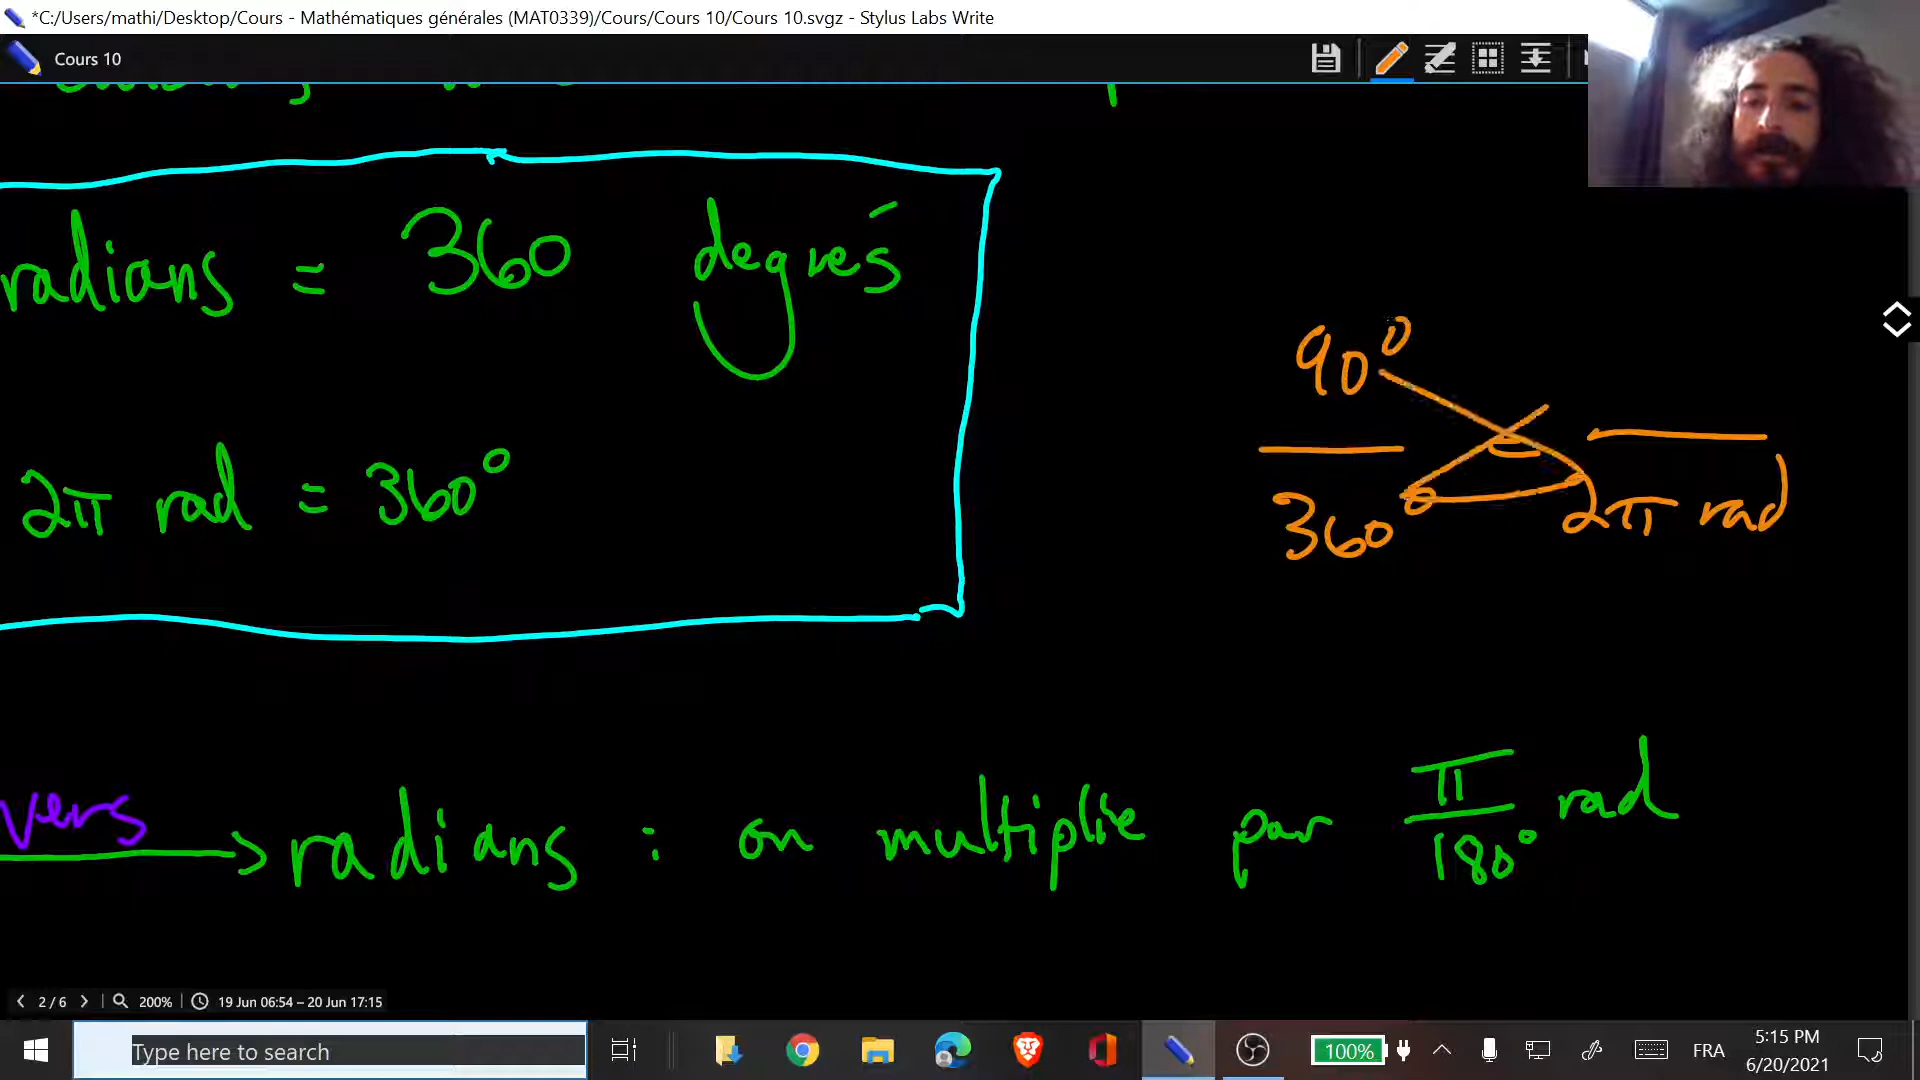 *C:/Users/mathi/Desktop/Cours - Mathématiques générales (MAT0339)/Cours/Cours 10/Cours 10.svgz - Stylus Labs Write
Cours 10
radians = 360 degrés
2π rad = 360°
90°
360° 2π rad
vers
radians : on multiplie par π/180° rad
2 / 6 200% 19 Jun 06:54 – 20 Jun 17:15
Type here to search
100%
FRA
5:15 PM
6/20/2021